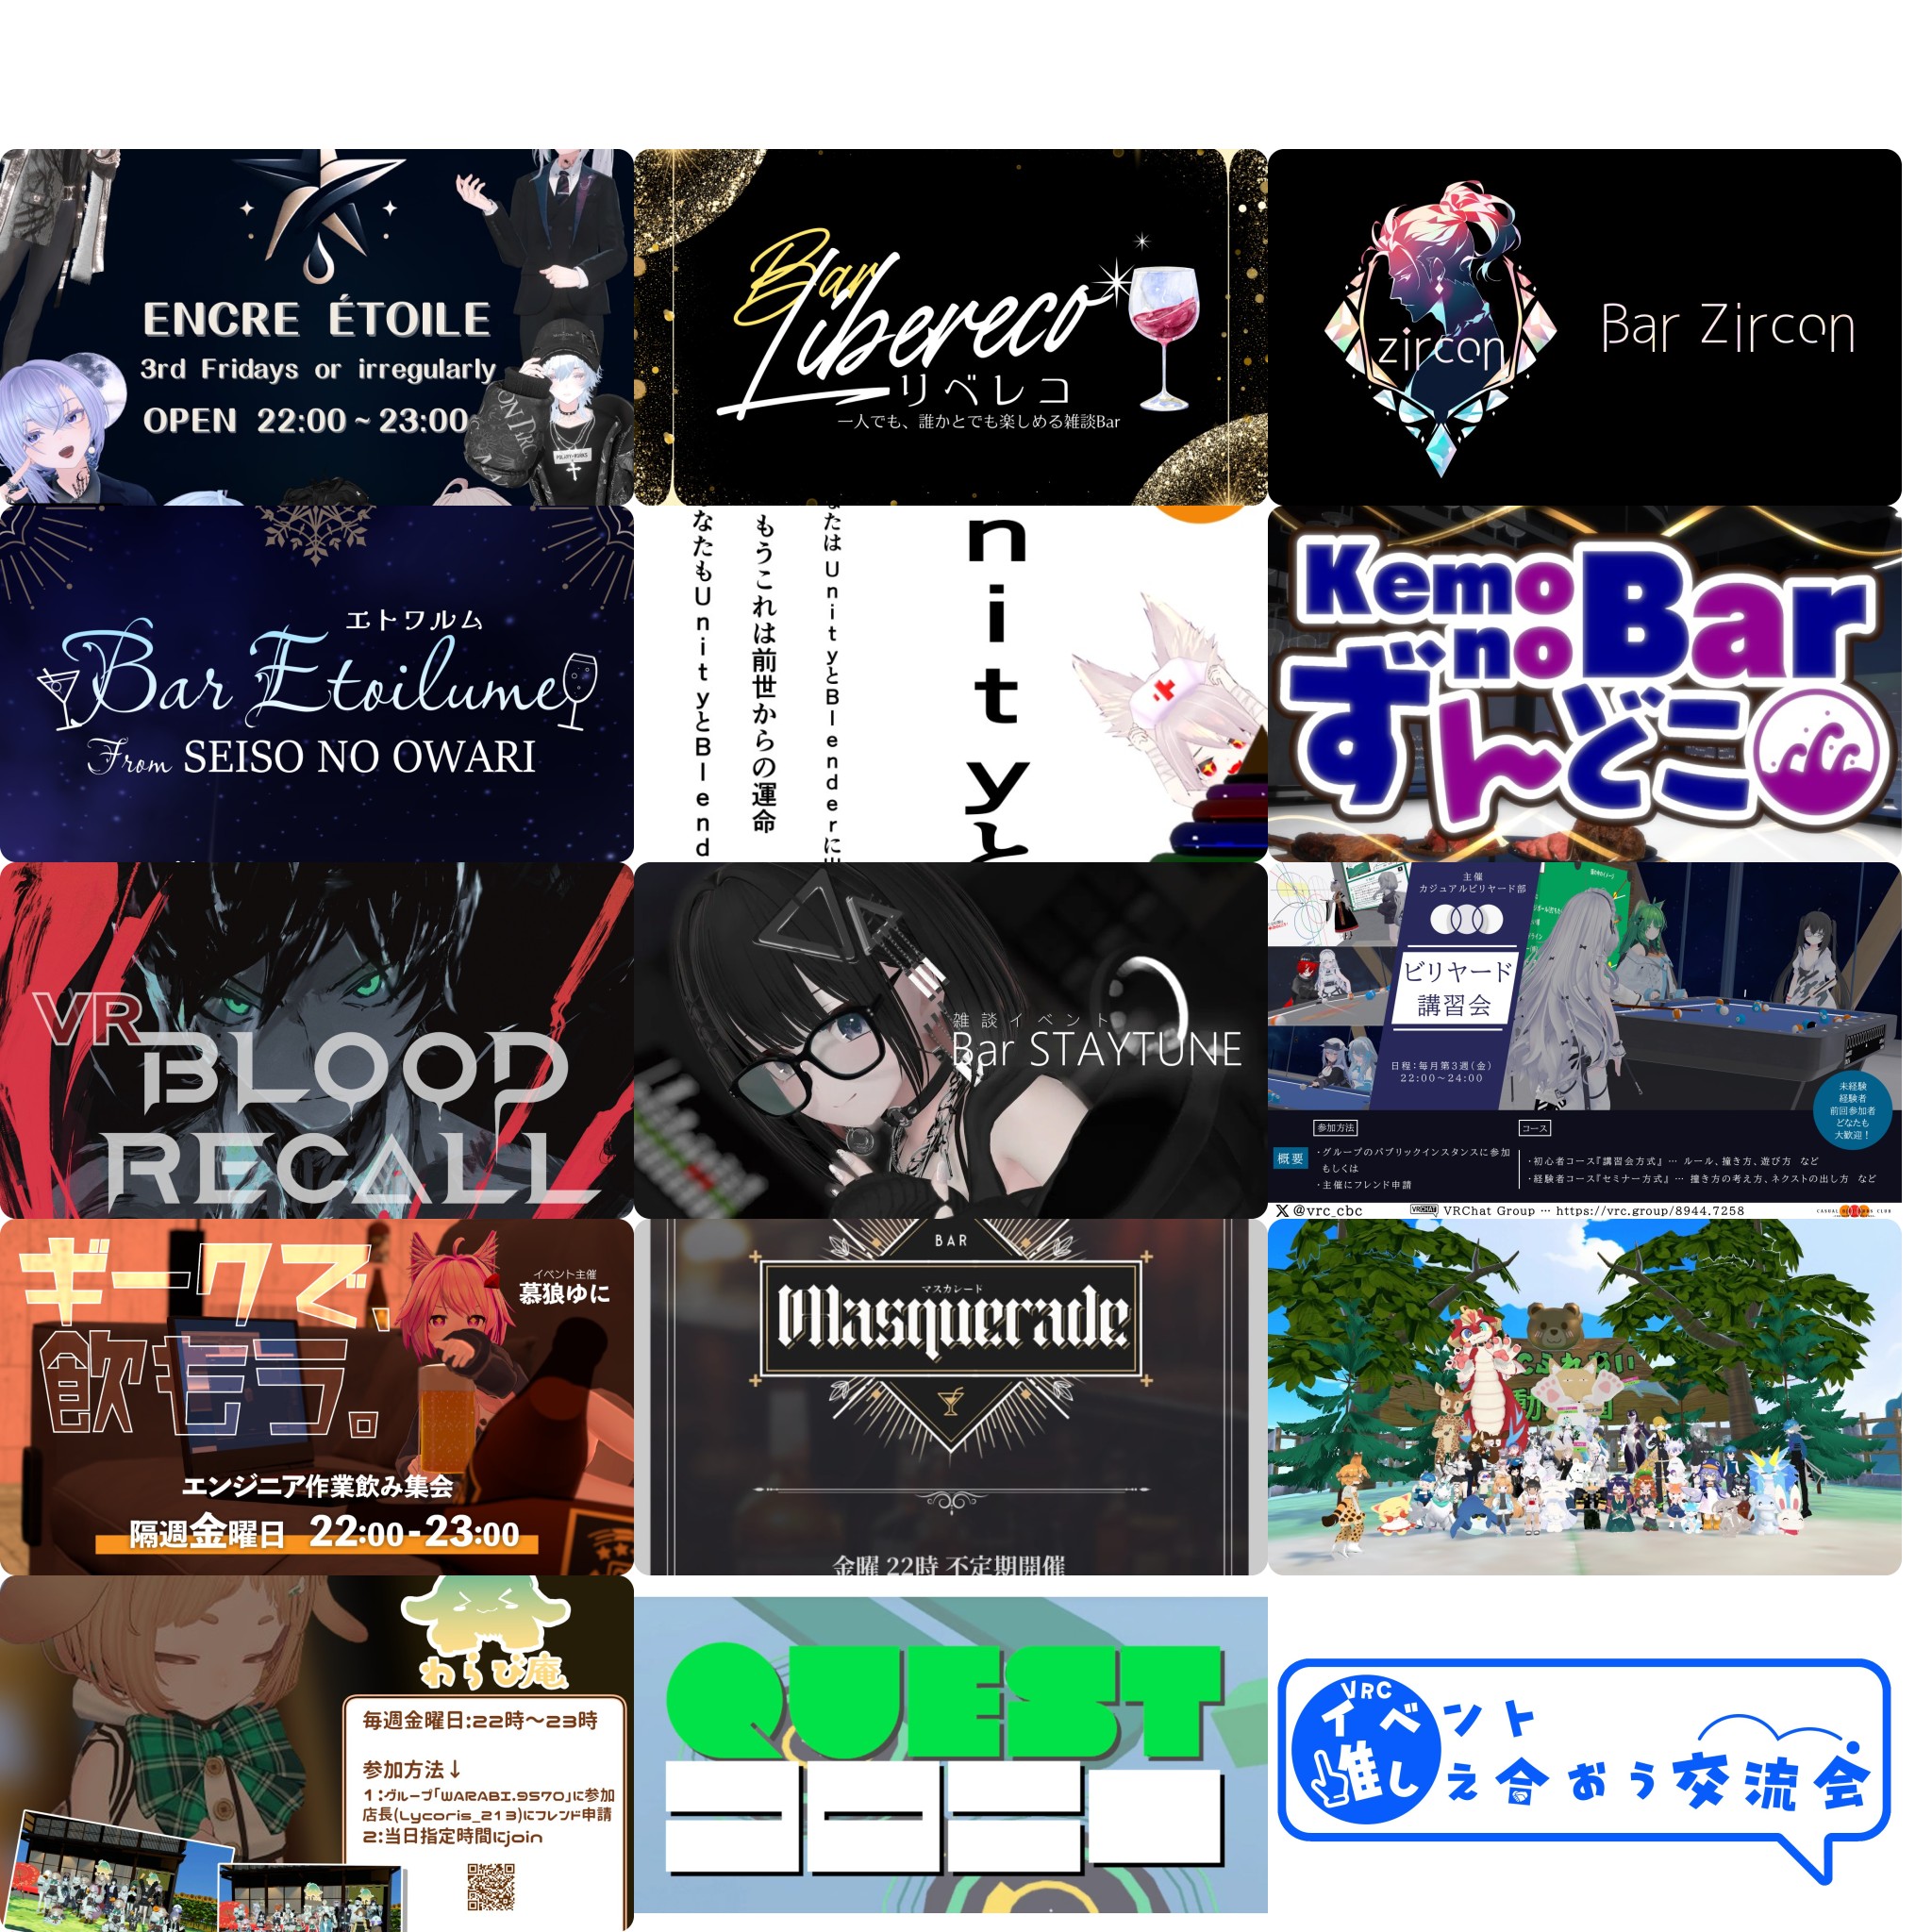 ENCRE ÉTOILE
3rd Fridays or irregularly
OPEN 22:00~23:00
Bar
Libereco
リベレコ
一人でも、誰かとでも楽しめる雑談Bar
zircon
Bar Zircon
エトワルム
Bar Etoilume
From SEISO NO OWARI
nityと
たは UnityとBlenderに
もうこれは前世からの運命
なたもUnityとBlend
Kemo
no Bar
ずんどこ
VR
BLOOD
RECALL
雑談イベント
Bar STAYTUNE
主催
カジュアルビリヤード部
ビリヤード
講習会
日程:毎月第3週(金)
22:00~24:00
未経験
経験者
前回参加者
どなたも
大歓迎!
概要
参加方法
・グループのパブリックインスタンスに参加
もしくは
・主催にフレンド申請
コース
・初心者コース『講習会方式』 … ルール、撞き方、遊び方 など
・経験者コース『セミナー方式』 … 撞き方の考え方、ネクストの出し方 など
X @vrc_cbc
VRCHAT VRChat Group … https://vrc.group/8944.7258
ギークで、
飲もう。
イベント主催
慕狼ゆに
エンジニア作業飲み集会
隔週金曜日 22:00-23:00
BAR
マスカレード
Masquerade
金曜 22時 不定期開催
わらび庵
毎週金曜日:22時~23時
参加方法↓
1:グループ「WARABI.9570」に参加
店長(Lycoris_213)にフレンド申請
2:当日指定時間にjoin
QUEST
VRC
イベント
推し え合おう交流会